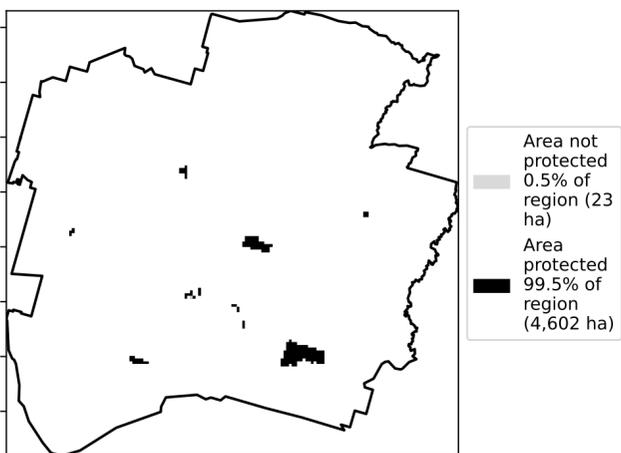 Area not
protected
0.5% of
region (23
ha)
Area
protected
99.5% of
region
(4,602 ha)